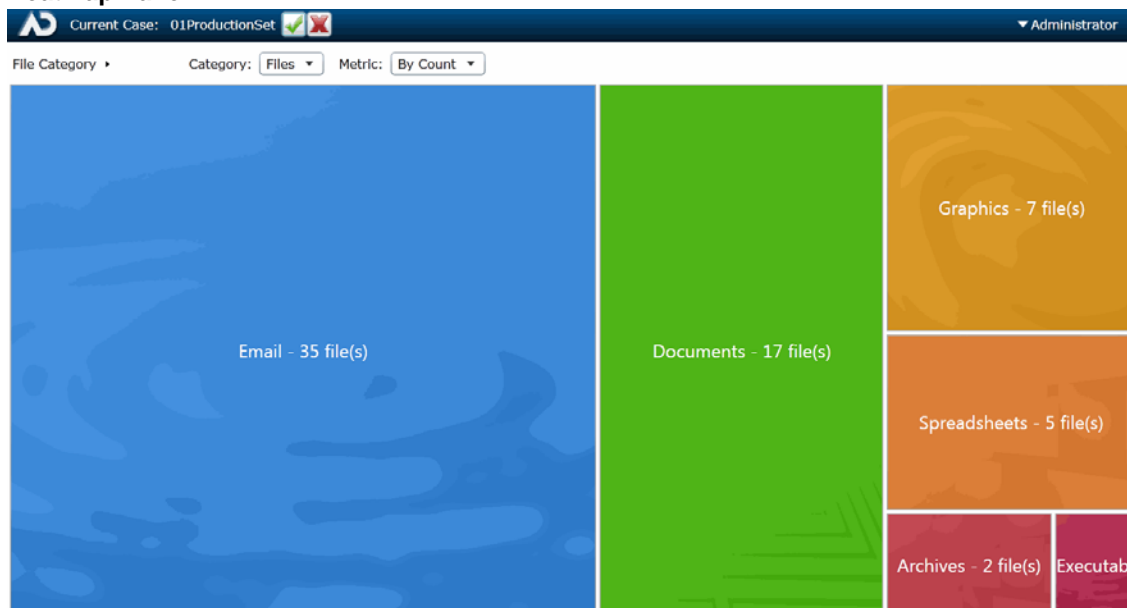 Current Case: 01ProductionSet
Administrator
File Category
Category: Files
Metric: By Count
Email - 35 file(s)
Documents - 17 file(s)
Graphics - 7 file(s)
Spreadsheets - 5 file(s)
Archives - 2 file(s)
Executab